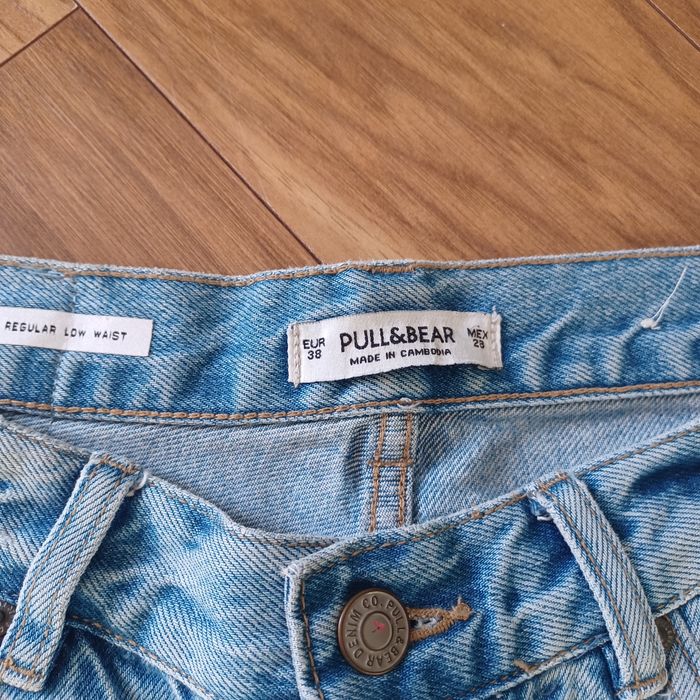 REGULAR LOW WAIST
EUR
38
PULL&BEAR
MADE IN CAMBODIA
MEX
28
DENIM CO. PULL&BEAR